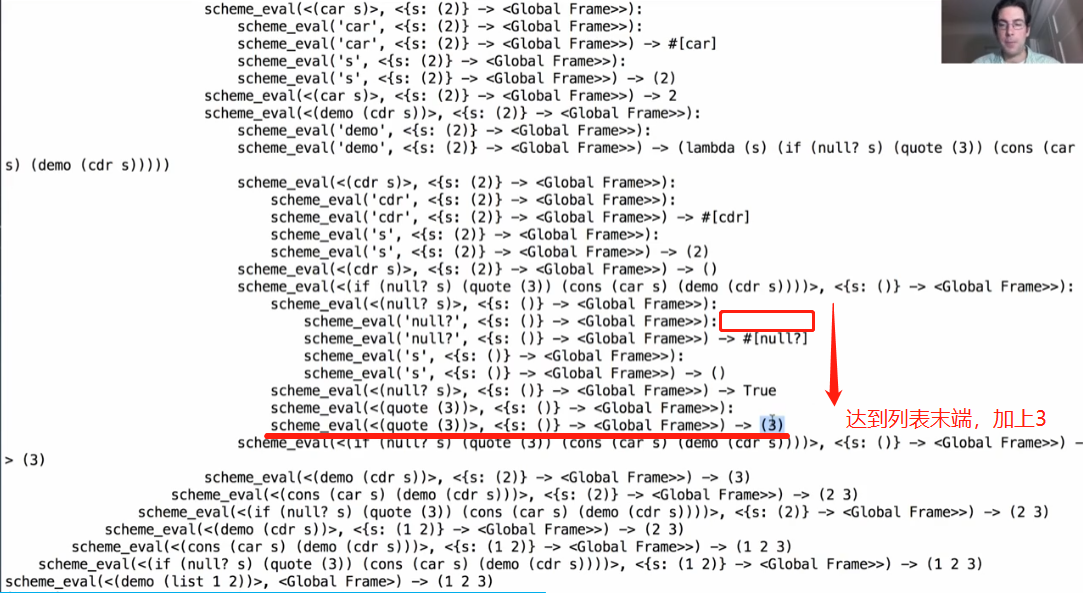 scheme_eval(<(car s)>, <{s: (2)} -> <Global Frame>>):
scheme_eval('car', <{s: (2)} -> <Global Frame>>):
scheme_eval('car', <{s: (2)} -> <Global Frame>>) -> #[car]
scheme_eval('s', <{s: (2)} -> <Global Frame>>):
scheme_eval('s', <{s: (2)} -> <Global Frame>>) -> (2)
scheme_eval(<(car s)>, <{s: (2)} -> <Global Frame>>) -> 2
scheme_eval(<(demo (cdr s))>, <{s: (2)} -> <Global Frame>>):
scheme_eval('demo', <{s: (2)} -> <Global Frame>>):
scheme_eval('demo', <{s: (2)} -> <Global Frame>>) -> (lambda (s) (if (null? s) (quote (3)) (cons (car
s) (demo (cdr s)))))
scheme_eval(<(cdr s)>, <{s: (2)} -> <Global Frame>>):
scheme_eval('cdr', <{s: (2)} -> <Global Frame>>):
scheme_eval('cdr', <{s: (2)} -> <Global Frame>>) -> #[cdr]
scheme_eval('s', <{s: (2)} -> <Global Frame>>):
scheme_eval('s', <{s: (2)} -> <Global Frame>>) -> (2)
scheme_eval(<(cdr s)>, <{s: (2)} -> <Global Frame>>) -> ()
scheme_eval(<(if (null? s) (quote (3)) (cons (car s) (demo (cdr s))))>, <{s: ()} -> <Global Frame>>):
scheme_eval(<(null? s)>, <{s: ()} -> <Global Frame>>):
scheme_eval('null?', <{s: ()} -> <Global Frame>>):
scheme_eval('null?', <{s: ()} -> <Global Frame>>) -> #[null?]
scheme_eval('s', <{s: ()} -> <Global Frame>>):
scheme_eval('s', <{s: ()} -> <Global Frame>>) -> ()
scheme_eval(<(null? s)>, <{s: ()} -> <Global Frame>>) -> True
scheme_eval(<(quote (3))>, <{s: ()} -> <Global Frame>>):
scheme_eval(<(quote (3))>, <{s: ()} -> <Global Frame>>) -> (3)
达到列表末端，加上3
scheme_eval(<(if (null? s) (quote (3)) (cons (car s) (demo (cdr s))))>, <{s: ()} -> <Global Frame>>) -
> (3)
scheme_eval(<(demo (cdr s))>, <{s: (2)} -> <Global Frame>>) -> (3)
scheme_eval(<(cons (car s) (demo (cdr s)))>, <{s: (2)} -> <Global Frame>>) -> (2 3)
scheme_eval(<(if (null? s) (quote (3)) (cons (car s) (demo (cdr s))))>, <{s: (2)} -> <Global Frame>>) -> (2 3)
scheme_eval(<(demo (cdr s))>, <{s: (1 2)} -> <Global Frame>>) -> (2 3)
scheme_eval(<(cons (car s) (demo (cdr s)))>, <{s: (1 2)} -> <Global Frame>>) -> (1 2 3)
scheme_eval(<(if (null? s) (quote (3)) (cons (car s) (demo (cdr s))))>, <{s: (1 2)} -> <Global Frame>>) -> (1 2 3)
scheme_eval(<(demo (list 1 2))>, <Global Frame>) -> (1 2 3)